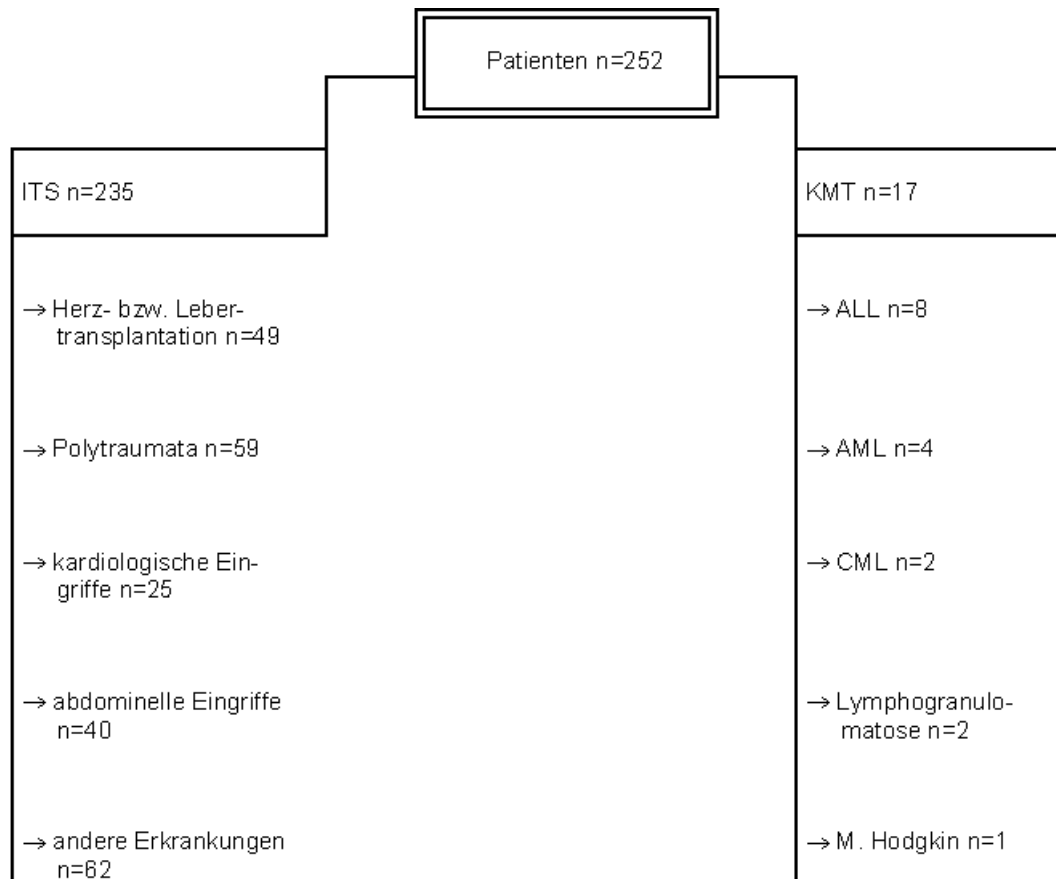 Patienten n=252
ITS n=235
→ Herz- bzw. Leber-
transplantation n=49
→ Polytraumata n=59
→ kardiologische Ein-
griffe n=25
→ abdominelle Eingriffe
n=40
→ andere Erkrankungen
n=62
KMT n=17
→ ALL n=8
→ AML n=4
→ CML n=2
→ Lymphogranulo-
matose n=2
→ M. Hodgkin n=1